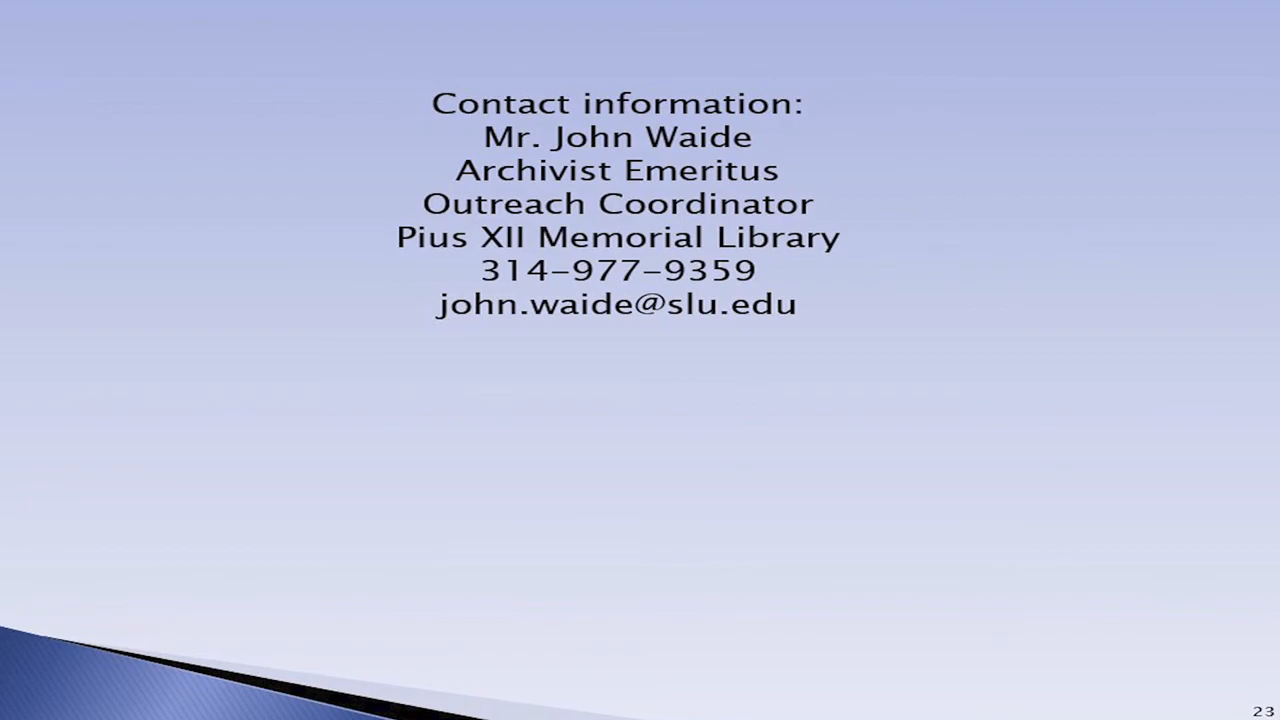 Contact information:
Mr. John Waide
Archivist Emeritus
Outreach Coordinator
Pius XII Memorial Library
314-977-9359
john.waide@slu.edu
23